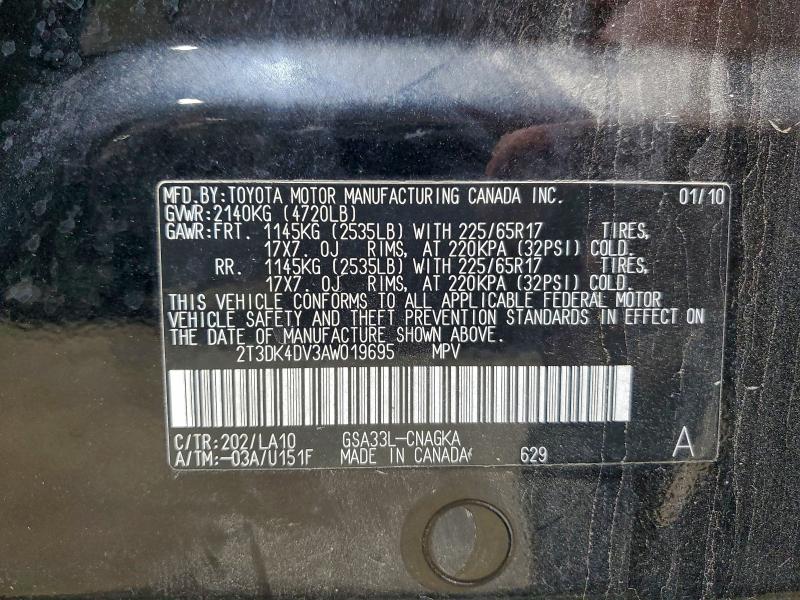 MFD.BY:TOYOTA MOTOR MANUFACTURING CANADA INC. 01/10
GVWR:2140KG (4720LB)
GAWR:FRT. 1145KG (2535LB) WITH 225/65R17 TIRES,
17X7. 0J RIMS, AT 220KPA (32PSI) COLD.
RR. 1145KG (2535LB) WITH 225/65R17 TIRES,
17X7. 0J RIMS, AT 220KPA (32PSI) COLD.
THIS VEHICLE CONFORMS TO ALL APPLICABLE FEDERAL MOTOR
VEHICLE SAFETY AND THEFT PREVENTION STANDARDS IN EFFECT ON
THE DATE OF MANUFACTURE SHOWN ABOVE.
2T3DK4DV3AW019695 MPV
C/TR:202/LA10 GSA33L-CNAGKA A
A/TM:-03A/U151F MADE IN CANADA 629